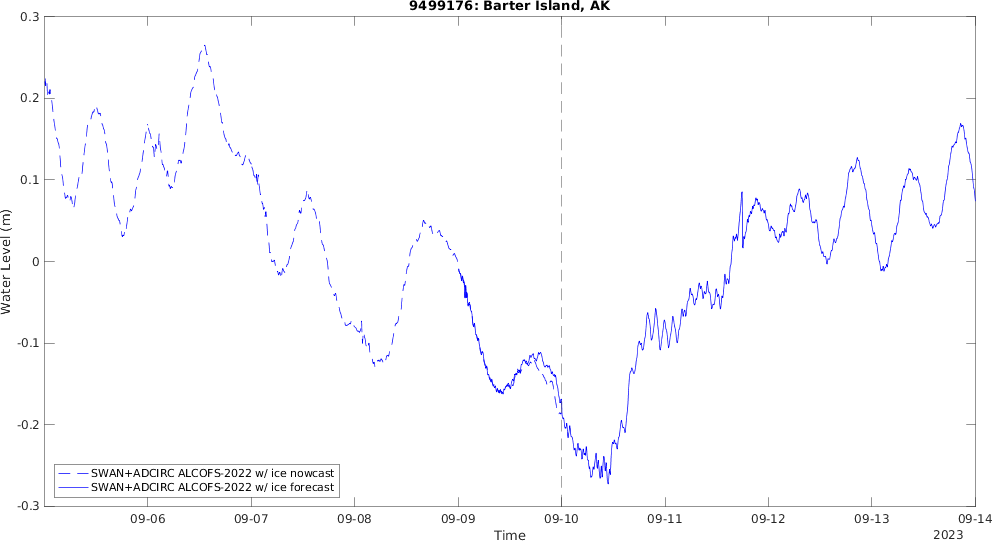 9499176: Barter Island, AK
0.3
0.2
0.1
0
-0.1
-0.2
-0.3
Water Level (m)
SWAN+ADCIRC ALCOFS-2022 w/ ice nowcast
SWAN+ADCIRC ALCOFS-2022 w/ ice forecast
09-06 09-07 09-08 09-09 09-10 09-11 09-12 09-13 09-14
Time
2023